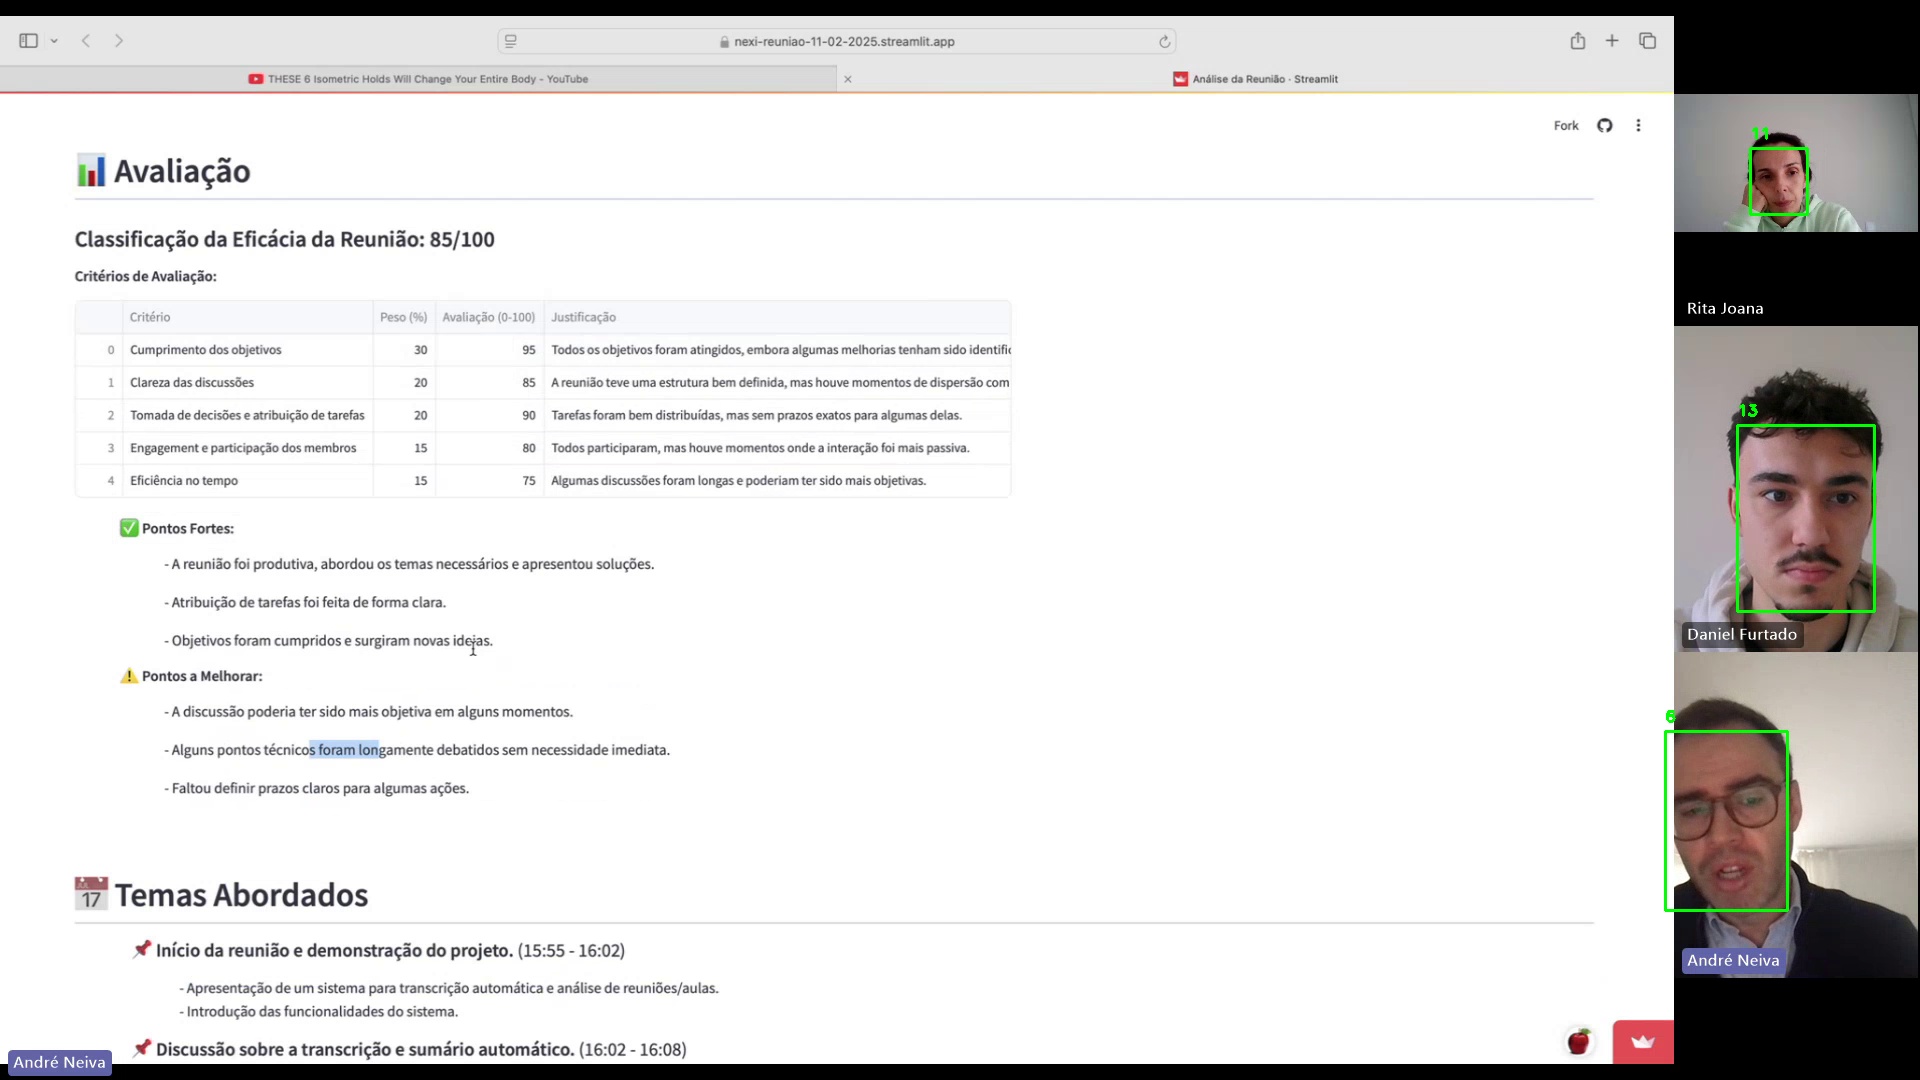 nexi-reuniao-11-02-2025.streamlit.app
THESE 6 Isometric Holds Will Change Your Entire Body - YouTube
Análise da Reunião · Streamlit
Fork
Avaliação
Classificação da Eficácia da Reunião: 85/100
Critérios de Avaliação:
Critério Peso (%) Avaliação (0-100) Justificação
0 Cumprimento dos objetivos 30 95 Todos os objetivos foram atingidos, embora algumas melhorias tenham sido identific
1 Clareza das discussões 20 85 A reunião teve uma estrutura bem definida, mas houve momentos de dispersão com
2 Tomada de decisões e atribuição de tarefas 20 90 Tarefas foram bem distribuídas, mas sem prazos exatos para algumas delas.
3 Engagement e participação dos membros 15 80 Todos participaram, mas houve momentos onde a interação foi mais passiva.
4 Eficiência no tempo 15 75 Algumas discussões foram longas e poderiam ter sido mais objetivas.
Pontos Fortes:
- A reunião foi produtiva, abordou os temas necessários e apresentou soluções.
- Atribuição de tarefas foi feita de forma clara.
- Objetivos foram cumpridos e surgiram novas ideias.
Pontos a Melhorar:
- A discussão poderia ter sido mais objetiva em alguns momentos.
- Alguns pontos técnicos foram longamente debatidos sem necessidade imediata.
- Faltou definir prazos claros para algumas ações.
17
Temas Abordados
Início da reunião e demonstração do projeto. (15:55 - 16:02)
- Apresentação de um sistema para transcrição automática e análise de reuniões/aulas.
- Introdução das funcionalidades do sistema.
Discussão sobre a transcrição e sumário automático. (16:02 - 16:08)
André Neiva
11
Rita Joana
13
Daniel Furtado
6
André Neiva